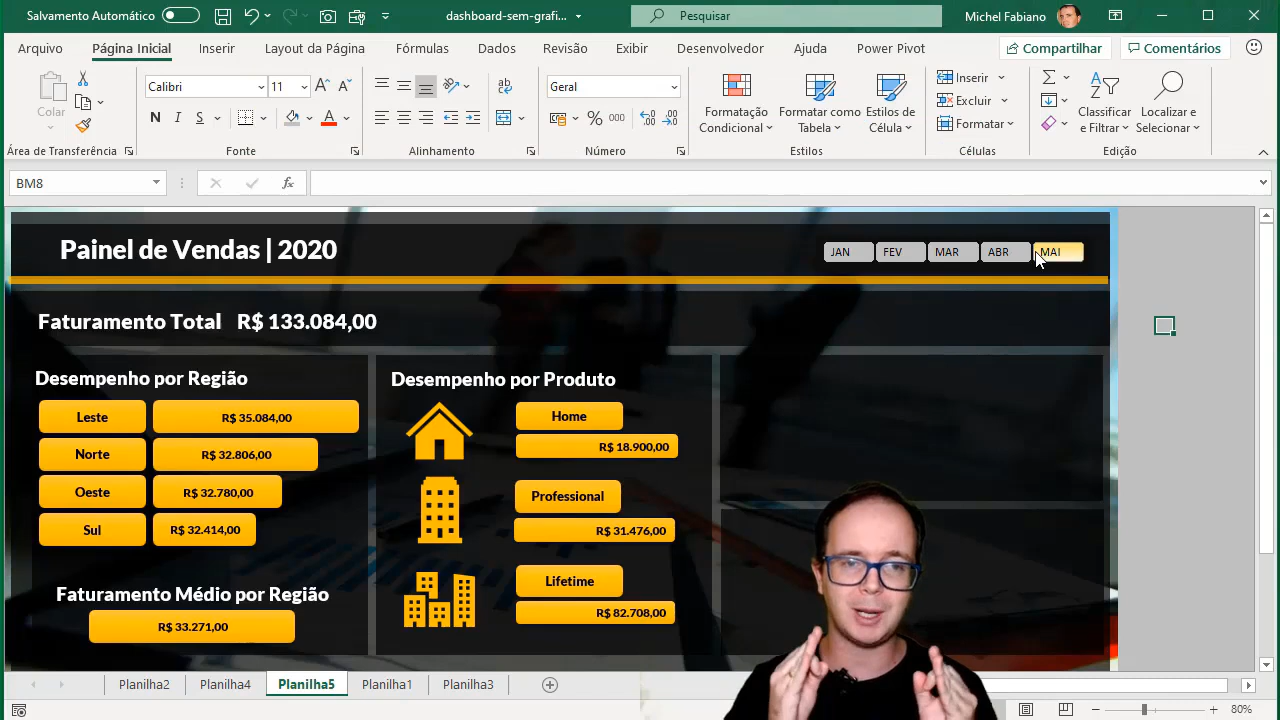 Salvamento Automático
dashboard-sem-grafi...
Pesquisar
Michel Fabiano
Arquivo
Página Inicial
Inserir
Layout da Página
Fórmulas
Dados
Revisão
Exibir
Desenvolvedor
Ajuda
Power Pivot
Compartilhar
Comentários
Colar
Calibri
11
N I S
Geral
% 000
Formatação Condicional
Formatar como Tabela
Estilos de Célula
Inserir
Excluir
Formatar
Classificar e Filtrar
Localizar e Selecionar
Área de Transferência
Fonte
Alinhamento
Número
Estilos
Células
Edição
BM8
fx
Painel de Vendas | 2020
JAN
FEV
MAR
ABR
MAI
Faturamento Total R$ 133.084,00
Desempenho por Região
Leste R$ 35.084,00
Norte R$ 32.806,00
Oeste R$ 32.780,00
Sul R$ 32.414,00
Faturamento Médio por Região
R$ 33.271,00
Desempenho por Produto
Home
R$ 18.900,00
Professional
R$ 31.476,00
Lifetime
R$ 82.708,00
Planilha2
Planilha4
Planilha5
Planilha1
Planilha3
80%